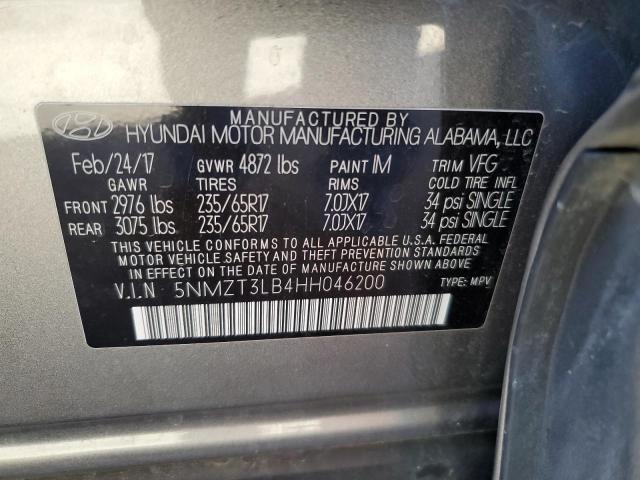 MANUFACTURED BY
HYUNDAI MOTOR MANUFACTURING ALABAMA, LLC
Feb/24/17 GVWR 4872 lbs PAINT IM TRIM VFG
GAWR TIRES RIMS COLD TIRE INFL
FRONT 2976 lbs 235/65R17 7.0JX17 34 psi SINGLE
REAR 3075 lbs 235/65R17 7.0JX17 34 psi SINGLE
THIS VEHICLE CONFORMS TO ALL APPLICABLE U.S.A. FEDERAL
MOTOR VEHICLE SAFETY AND THEFT PREVENTION STANDARDS
IN EFFECT ON THE DATE OF MANUFACTURE SHOWN ABOVE.
V.I.N 5NMZT3LB4HH046200 TYPE: MPV